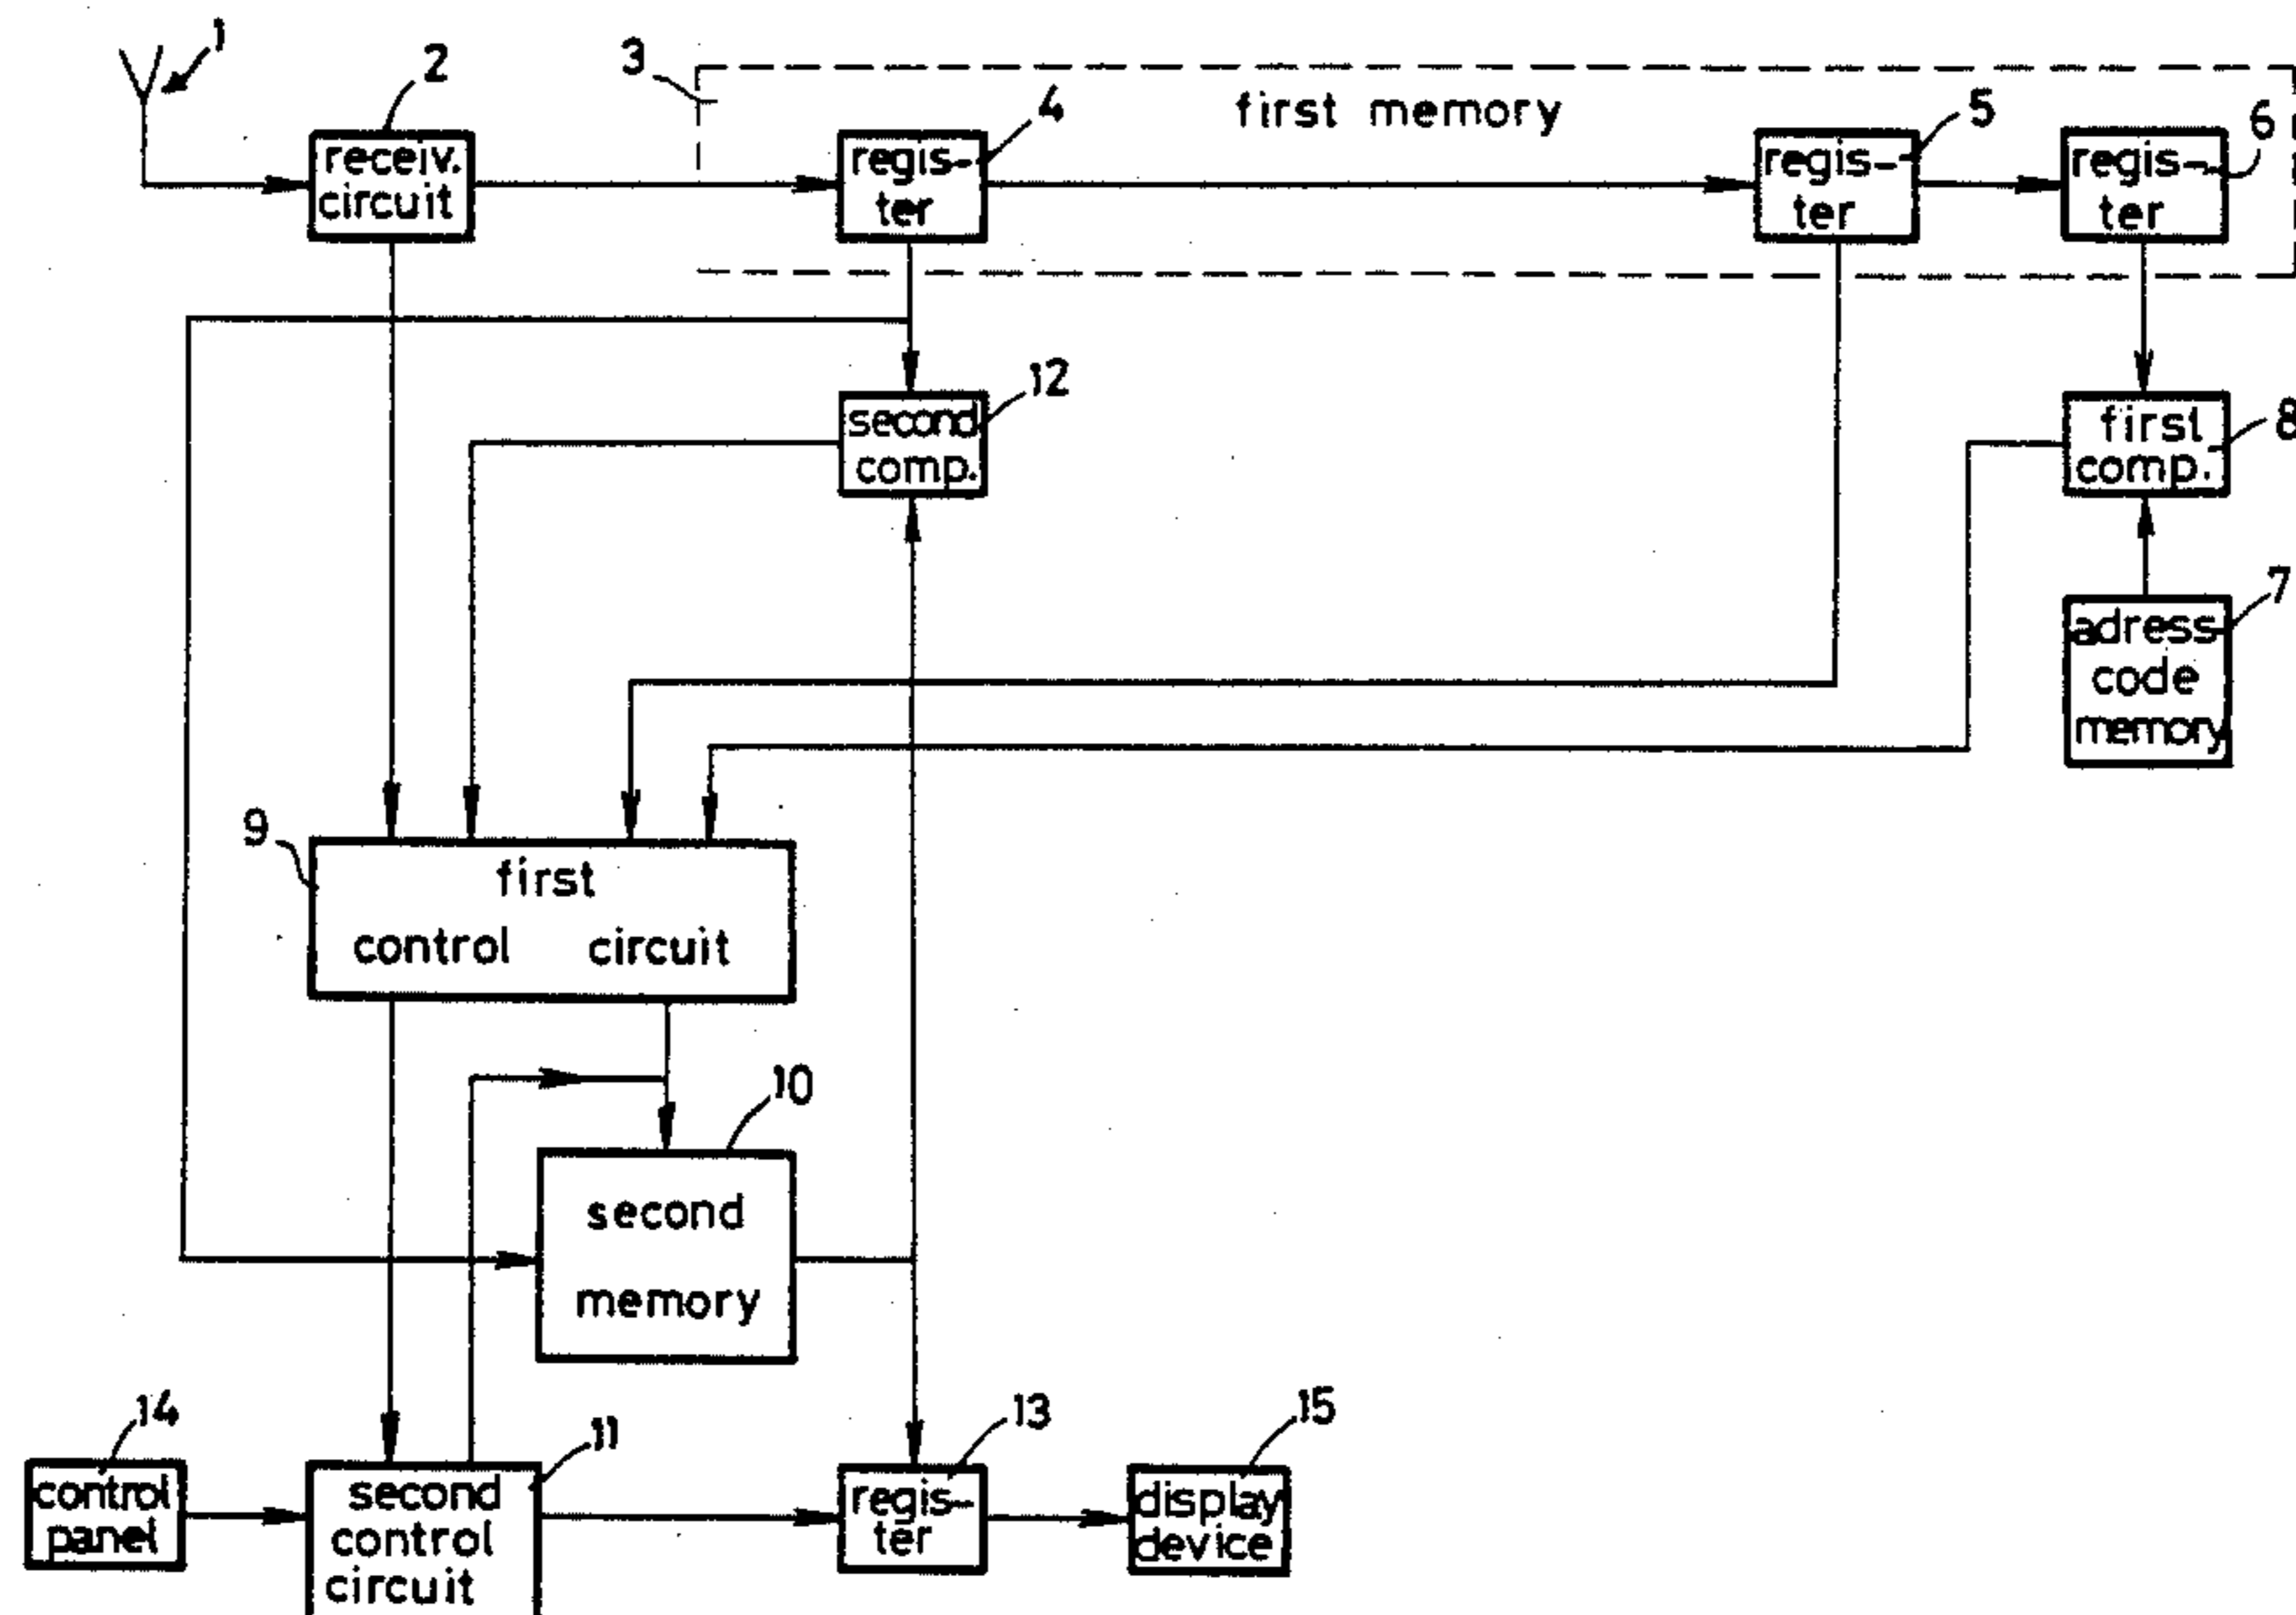 1
2
3
4
first memory
5
6
receiv.
circuit
regis-
ter
regis-
ter
regis-
ter
12
second
comp.
first
comp.
8
7
adress
code
memory
9
first
control circuit
10
second
memory
14
11
13
15
control
panel
second
control
circuit
regis-
ter
display
device